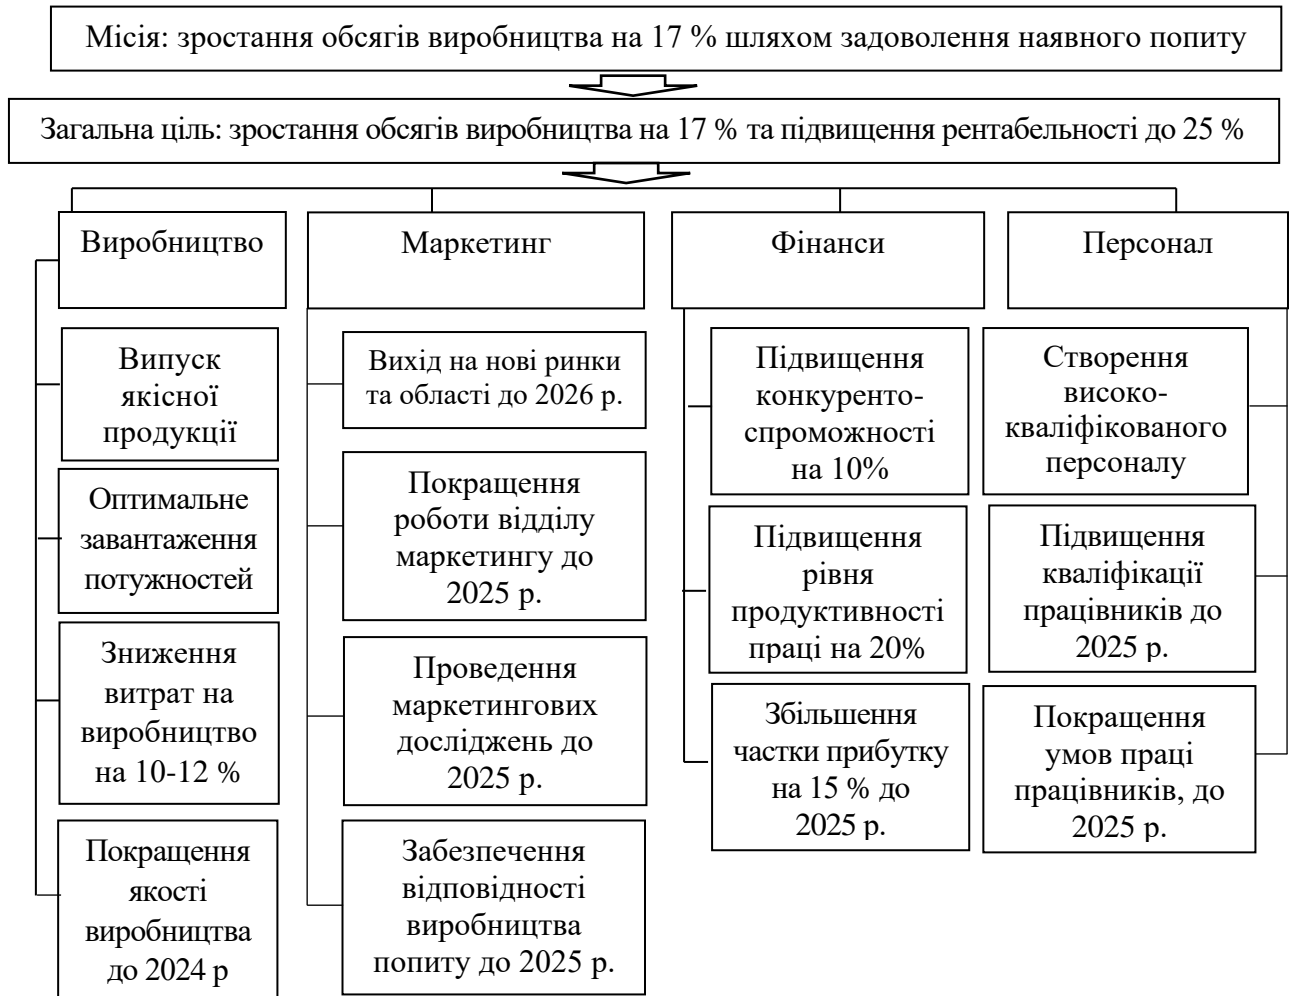 Місія: зростання обсягів виробництва на 17 % шляхом задоволення наявного попиту
Загальна ціль: зростання обсягів виробництва на 17 % та підвищення рентабельності до 25 %
Виробництво
Випуск
якісної
продукції
Оптимальне
завантаження
потужностей
Зниження
витрат на
виробництво
на 10-12 %
Покращення
якості
виробництва
до 2024 р
Маркетинг
Вихід на нові ринки
та області до 2026 р.
Покращення
роботи відділу
маркетингу до
2025 р.
Проведення
маркетингових
досліджень до
2025 р.
Забезпечення
відповідності
виробництва
попиту до 2025 р.
Фінанси
Підвищення
конкуренто-
спроможності
на 10%
Підвищення
рівня
продуктивності
праці на 20%
Збільшення
частки прибутку
на 15 % до
2025 р.
Персонал
Створення
високо-
кваліфікованого
персоналу
Підвищення
кваліфікації
працівників до
2025 р.
Покращення
умов праці
працівників, до
2025 р.